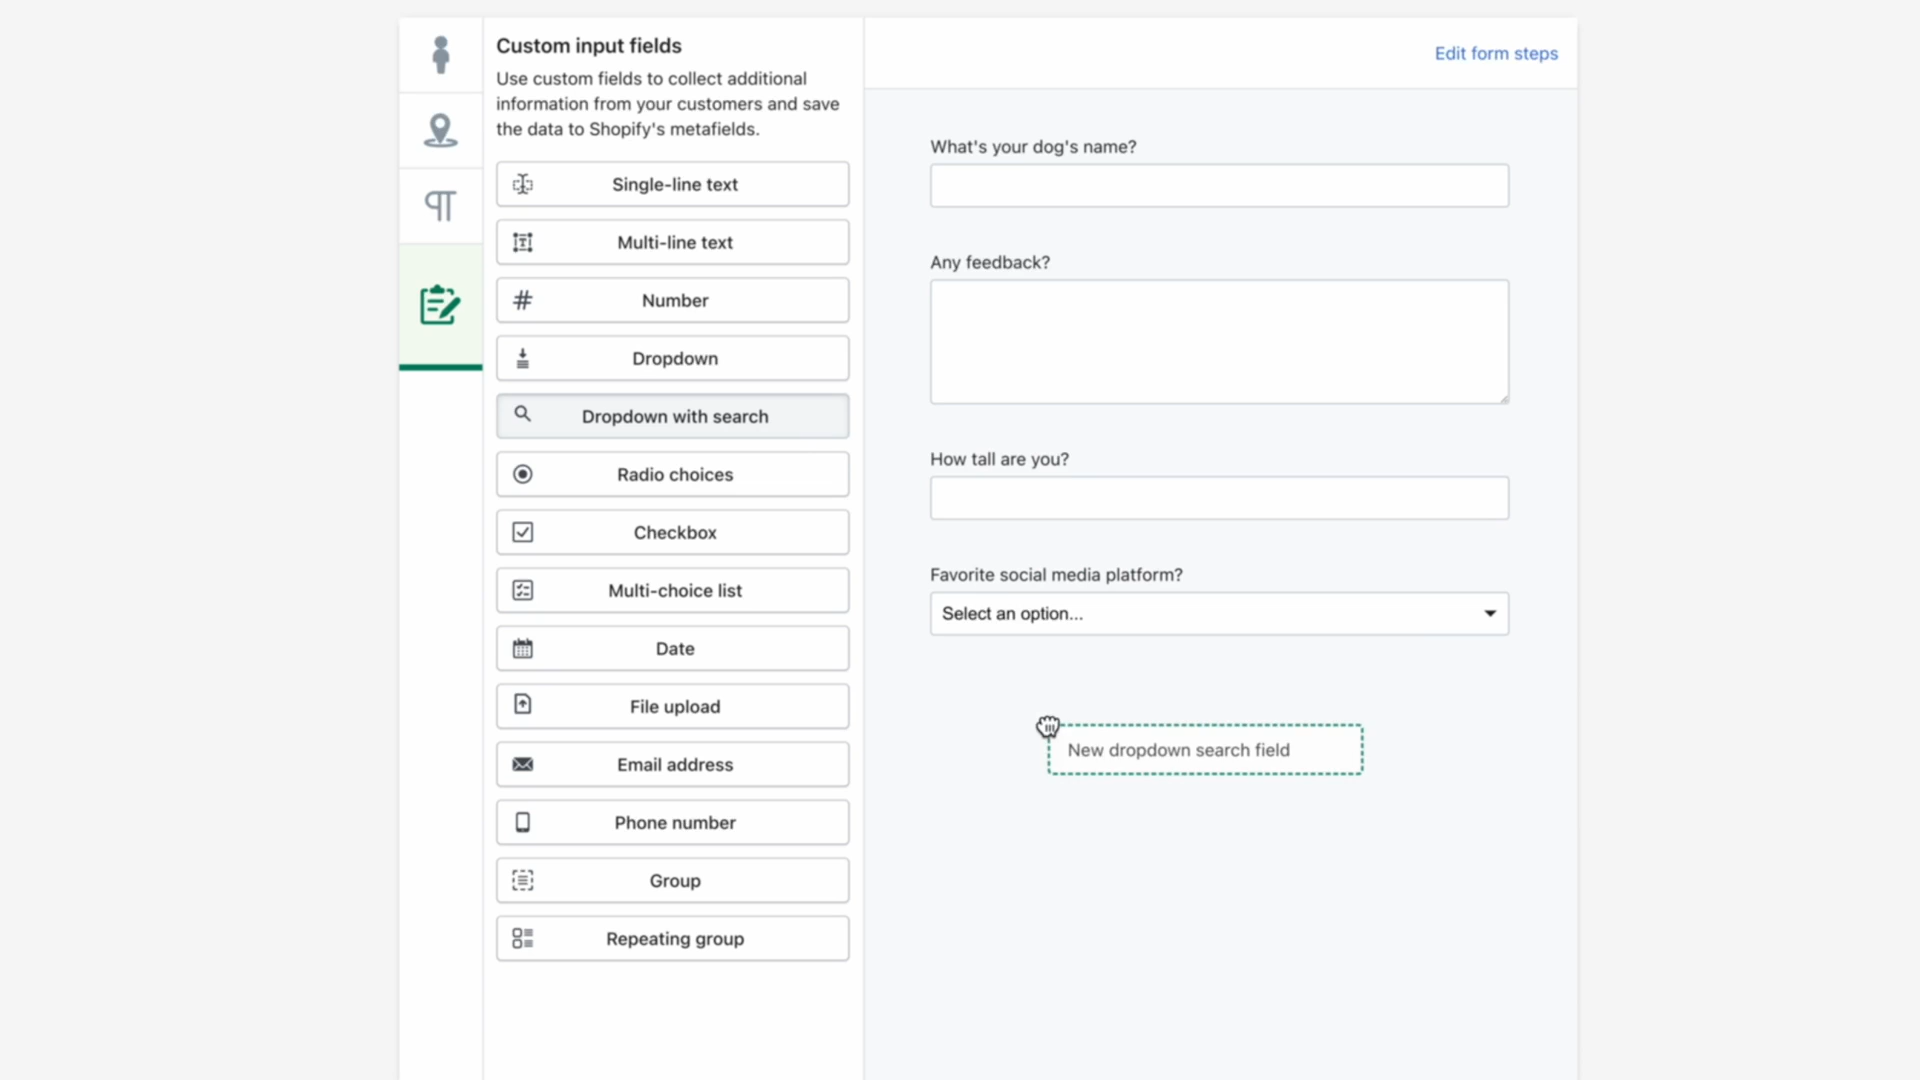 Custom input fields
Use custom fields to collect additional
information from your customers and save
the data to Shopify's metafields.
Single-line text
Multi-line text
Number
Dropdown
Dropdown with search
Radio choices
Checkbox
Multi-choice list
Date
File upload
Email address
Phone number
Group
Repeating group
Edit form steps
What's your dog's name?
Any feedback?
How tall are you?
Favorite social media platform?
Select an option...
New dropdown search field